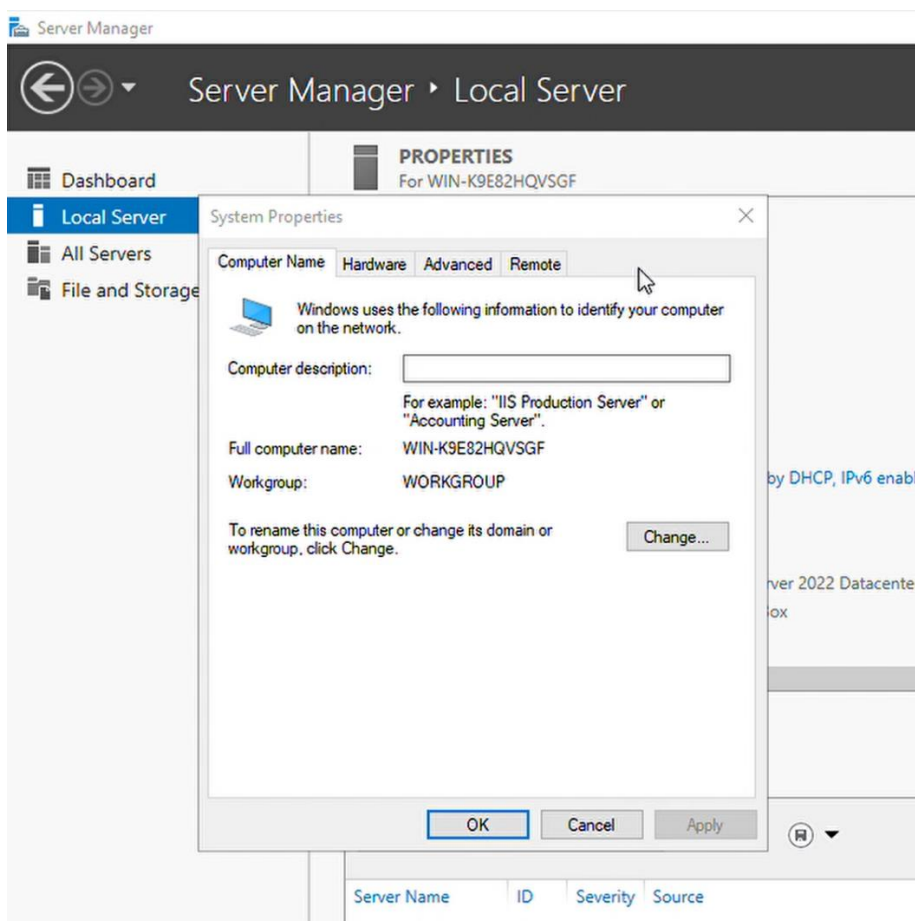 Server Manager
Server Manager Local Server
Dashboard
Local Server
All Servers
File and Storage
PROPERTIES
For WIN-K9E82HQVSGF
System Properties
Computer Name Hardware Advanced Remote
Windows uses the following information to identify your computer
on the network.
Computer description:
For example: "IIS Production Server" or
"Accounting Server".
Full computer name: WIN-K9E82HQVSGF
Workgroup: WORKGROUP
To rename this computer or change its domain or
workgroup, click Change.
Change...
OK Cancel Apply
by DHCP, IPv6 enabl
rver 2022 Datacente
ox
Server Name ID Severity Source